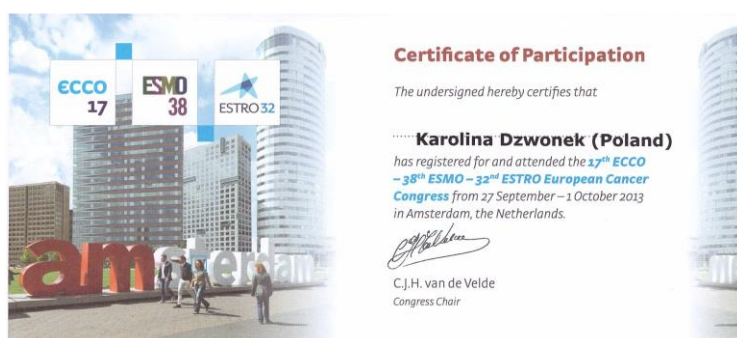 ECCO
17
ESMO
38
ESTRO 32
amsterdam
Certificate of Participation
The undersigned hereby certifies that
Karolina Dzwonek (Poland)
has registered for and attended the 17th ECCO
– 38th ESMO – 32nd ESTRO European Cancer
Congress from 27 September – 1 October 2013
in Amsterdam, the Netherlands.
C.J.H. van de Velde
Congress Chair